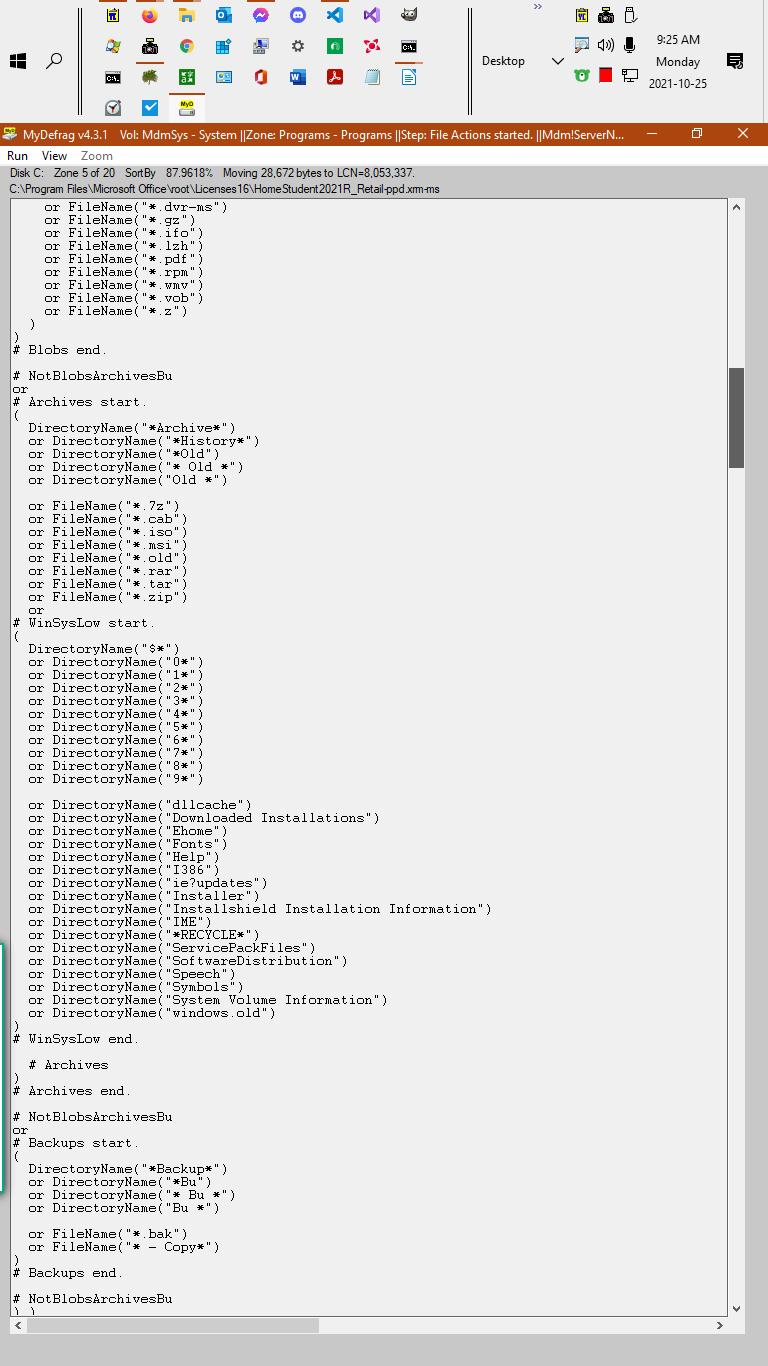 9:25 AM
Desktop
Monday
2021-10-25
MyD
MyDefrag v4.3.1 Vol: MdmSys - System ||Zone: Programs - Programs ||Step: File Actions started. ||Mdm!ServerN...
Run View Zoom
Disk C: Zone 5 of 20 SortBy 87.9618% Moving 28,672 bytes to LCN=8,053,337.
C:\Program Files\Microsoft Office\root\Licenses16\HomeStudent2021R_Retail-ppd.xrm-ms
or FileName("*.dvr-ms")
or FileName("*.gz")
or FileName("*.ifo")
or FileName("*.lzh")
or FileName("*.pdf")
or FileName("*.rpm")
or FileName("*.wmv")
or FileName("*.vob")
or FileName("*.z")
)
)
# Blobs end.
# NotBlobsArchivesBu
or
# Archives start.
(
DirectoryName("*Archive*")
or DirectoryName("*History*")
or DirectoryName("*Old")
or DirectoryName("* Old *")
or DirectoryName("Old *")
or FileName("*.7z")
or FileName("*.cab")
or FileName("*.iso")
or FileName("*.msi")
or FileName("*.old")
or FileName("*.rar")
or FileName("*.tar")
or FileName("*.zip")
or
# WinSysLow start.
(
DirectoryName("$*")
or DirectoryName("0*")
or DirectoryName("1*")
or DirectoryName("2*")
or DirectoryName("3*")
or DirectoryName("4*")
or DirectoryName("5*")
or DirectoryName("6*")
or DirectoryName("7*")
or DirectoryName("8*")
or DirectoryName("9*")
or DirectoryName("dllcache")
or DirectoryName("Downloaded Installations")
or DirectoryName("Ehome")
or DirectoryName("Fonts")
or DirectoryName("Help")
or DirectoryName("I386")
or DirectoryName("ie?updates")
or DirectoryName("Installer")
or DirectoryName("Installshield Installation Information")
or DirectoryName("IME")
or DirectoryName("*RECYCLE*")
or DirectoryName("ServicePackFiles")
or DirectoryName("SoftwareDistribution")
or DirectoryName("Speech")
or DirectoryName("Symbols")
or DirectoryName("System Volume Information")
or DirectoryName("windows.old")
)
# WinSysLow end.
# Archives
)
# Archives end.
# NotBlobsArchivesBu
or
# Backups start.
(
DirectoryName("*Backup*")
or DirectoryName("*Bu")
or DirectoryName("* Bu *")
or DirectoryName("Bu *")
or FileName("*.bak")
or FileName("* - Copy*")
)
# Backups end.
# NotBlobsArchivesBu
) )